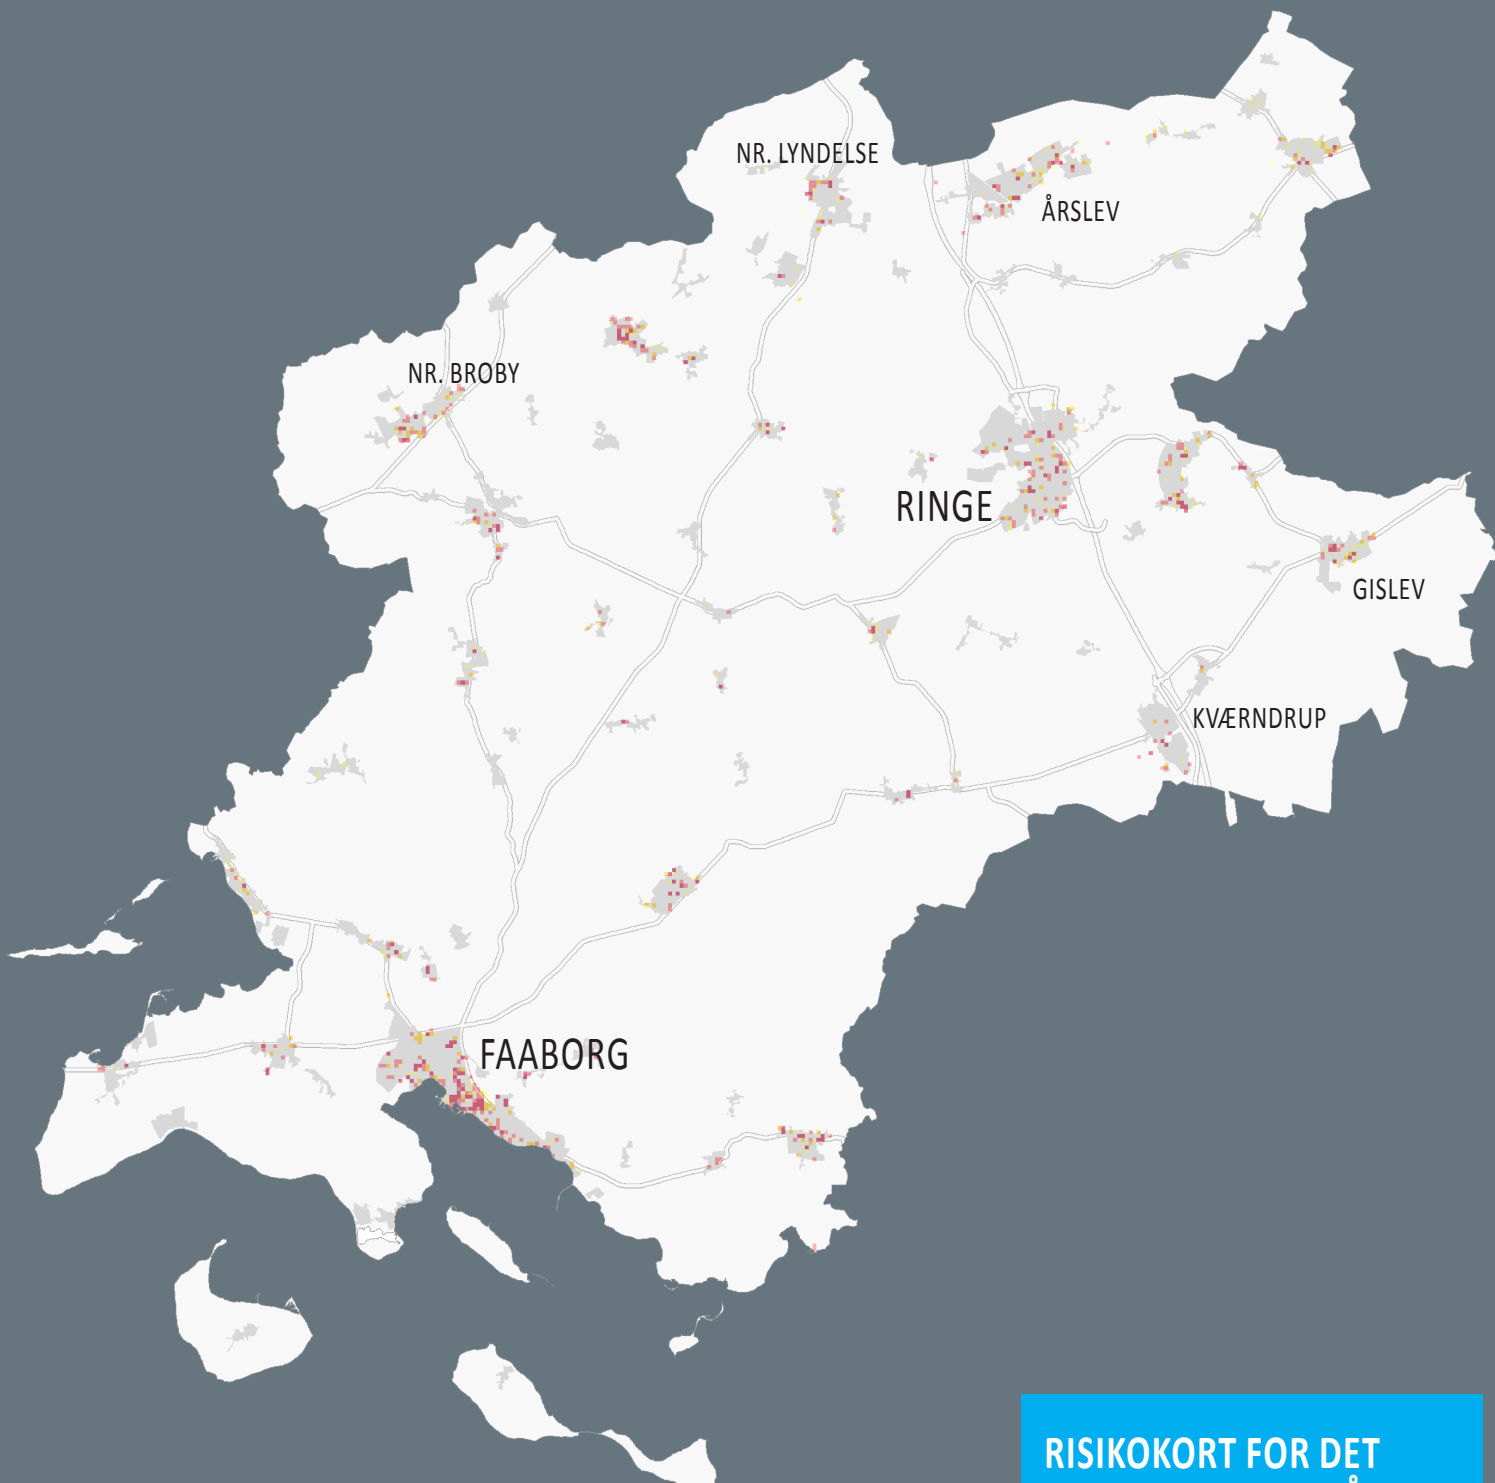 NR. LYNDELSE
ÅRSLEV
NR. BROBY
RINGE
GISLEV
KVÆRNDRUP
FAABORG
RISIKOKORT FOR DET